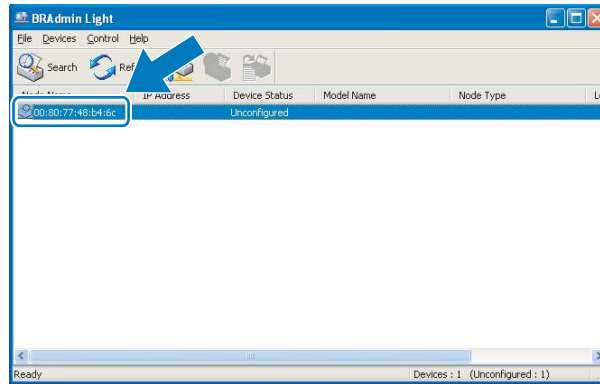 BRAdmin Light
File Devices Control Help
Search
IP Address Device Status Model Name Node Type
00:80:77:48:b4:6c Unconfigured
Ready Devices : 1 (Unconfigured : 1)